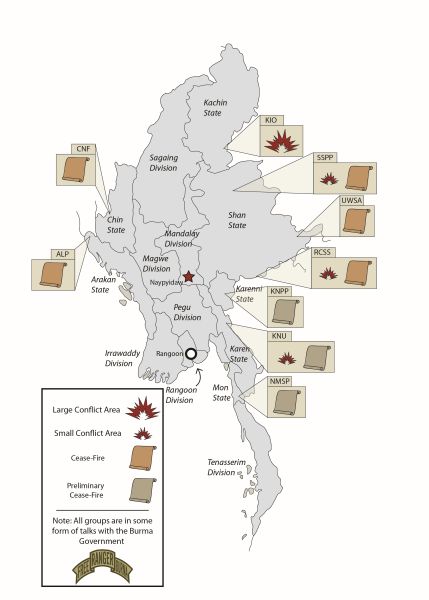 Kachin
State
KIO
CNF
Sagaing
Division
SSPP
UWSA
Chin
State
Shan
State
Mandalay
Division
ALP
Magwe
Division
RCSS
Arakan
State
Naypyidaw
Karenni
State
KNPP
Pegu
Division
KNU
Irrawaddy
Division
Rangoon
Karen
State
Rangoon
Division
Mon
State
NMSP
Tenasserim
Division
Large Conflict Area
Small Conflict Area
Cease-Fire
Preliminary
Cease-Fire
Note: All groups are in some
form of talks with the Burma
Government
FREE RANGER BURMA